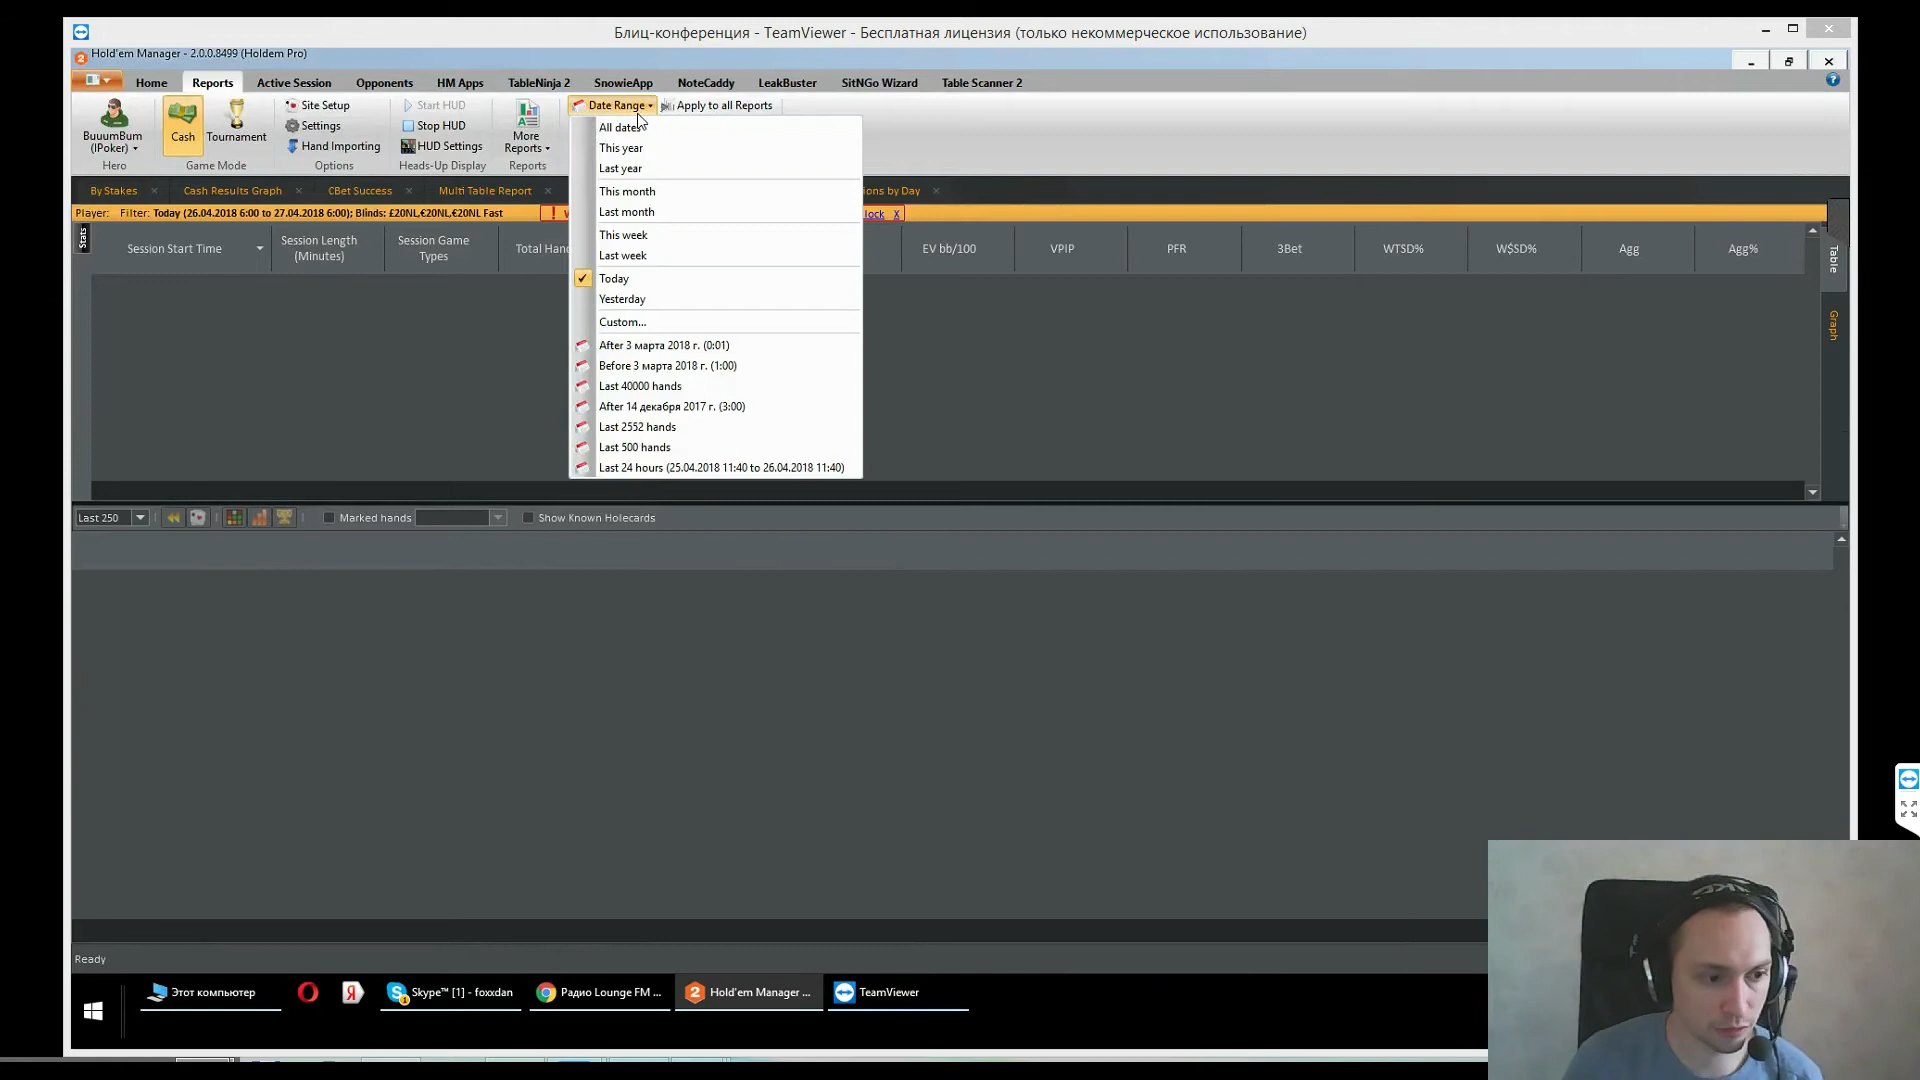 Блиц-конференция - TeamViewer - Бесплатная лицензия (только некоммерческое использование)
Hold'em Manager - 2.0.0.8499 (Holdem Pro)
Home Reports Active Session Opponents HM Apps TableNinja 2 SnowieApp NoteCaddy LeakBuster SitNGo Wizard Table Scanner 2
BuuumBum
(IPoker)
Hero
Cash
Tournament
Game Mode
Site Setup
Settings
Hand Importing
Options
Start HUD
Stop HUD
HUD Settings
Heads-Up Display
More
Reports
Reports
Date Range
Apply to all Reports
All dates
This year
Last year
This month
Last month
This week
Last week
Today
Yesterday
Custom...
After 3 марта 2018 г. (0:01)
Before 3 марта 2018 г. (1:00)
Last 40000 hands
After 14 декабря 2017 г. (3:00)
Last 2552 hands
Last 500 hands
Last 24 hours (25.04.2018 11:40 to 26.04.2018 11:40)
By Stakes Cash Results Graph CBet Success Multi Table Report ons by Day
Player: Filter: Today (26.04.2018 6:00 to 27.04.2018 6:00); Blinds: £20NL,€20NL,€20NL Fast
lock X
Stats
Session Start Time
Session Length
(Minutes)
Session Game
Types
Total Hand
EV bb/100
VPIP
PFR
3Bet
WTSD%
W$SD%
Agg
Agg%
Table
Graph
Last 250
Marked hands
Show Known Holecards
Ready
Этот компьютер
Skype™ [1] - foxxdan
Радио Lounge FM ...
Hold'em Manager ...
TeamViewer